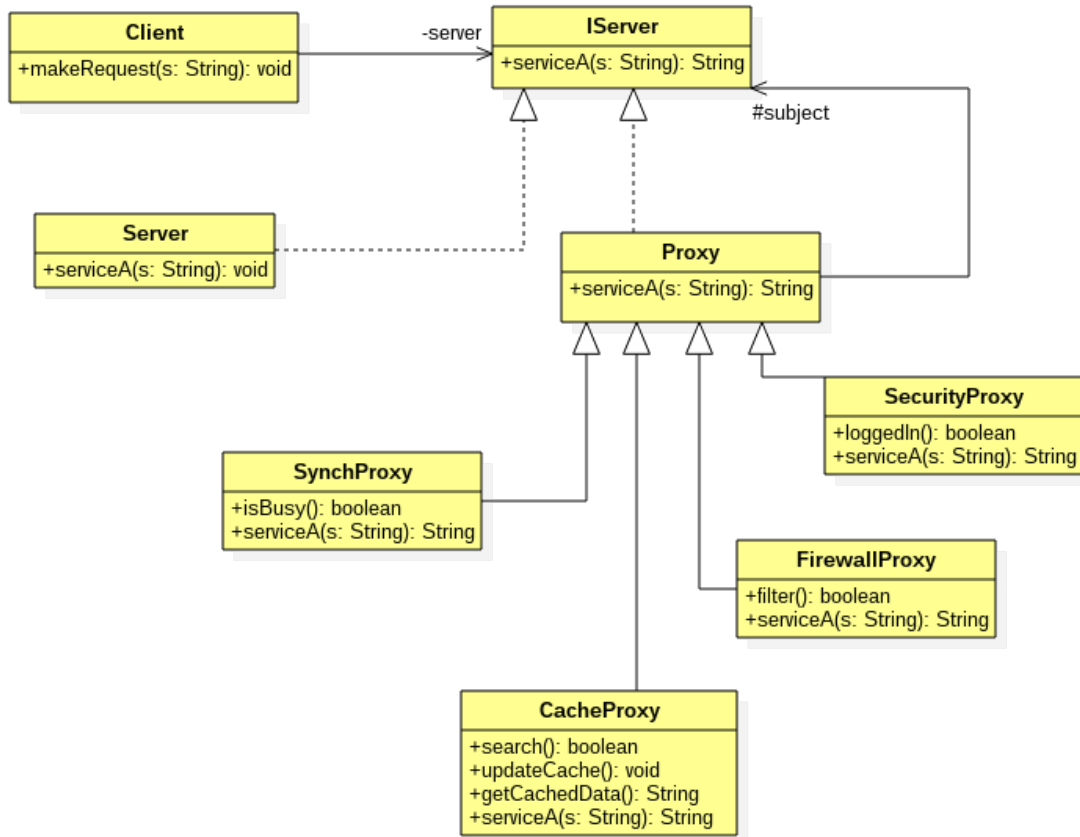 Client
+makeRequest(s: String): void
-server
IServer
+serviceA(s: String): String
#subject
Server
+serviceA(s: String): void
Proxy
+serviceA(s: String): String
SecurityProxy
+loggedIn(): boolean
+serviceA(s: String): String
SynchProxy
+isBusy(): boolean
+serviceA(s: String): String
FirewallProxy
+filter(): boolean
+serviceA(s: String): String
CacheProxy
+search(): boolean
+updateCache(): void
+getCachedData(): String
+serviceA(s: String): String